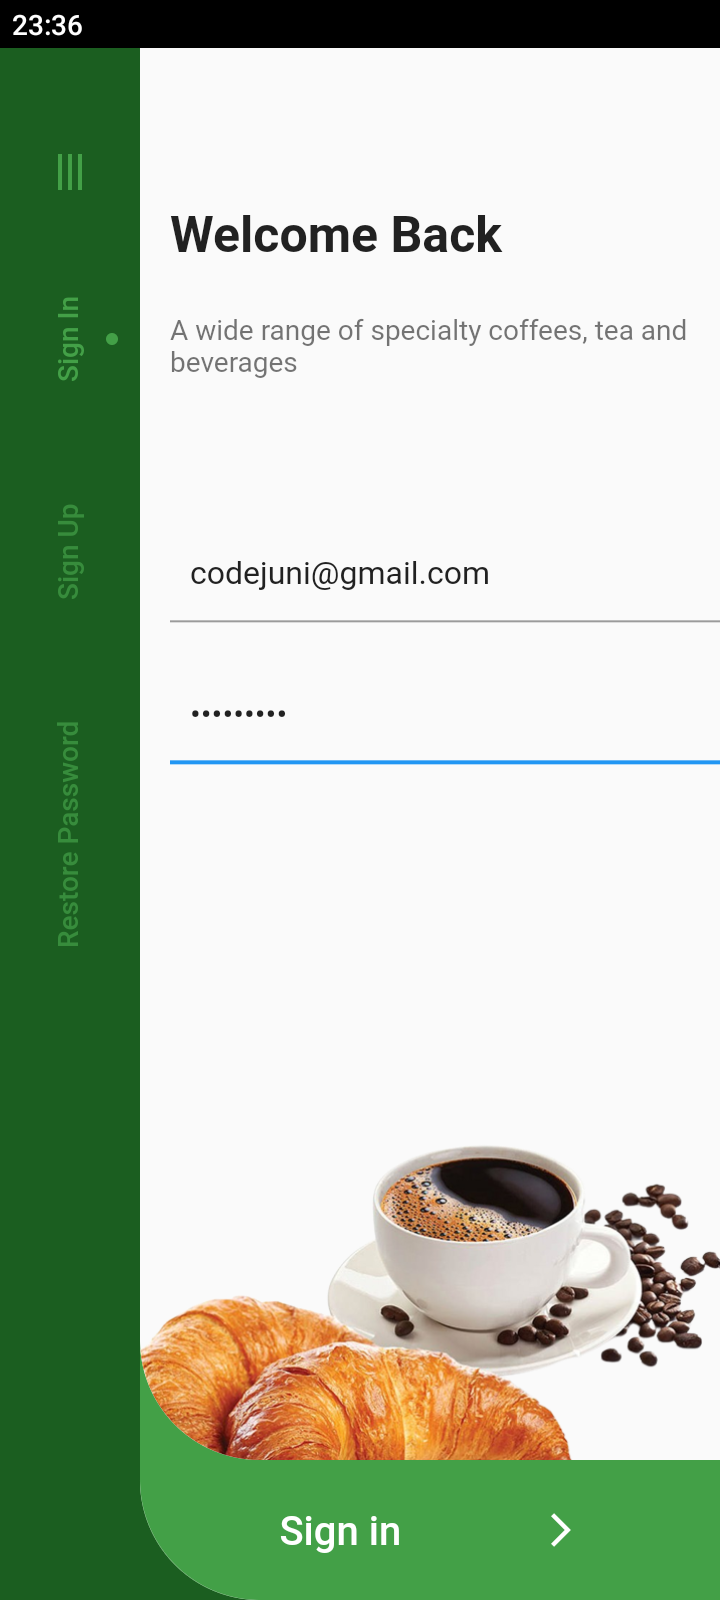 23:36
Sign In
Sign Up
Restore Password
Welcome Back
A wide range of specialty coffees, tea and
beverages
codejuni@gmail.com
•••••••••
Sign in